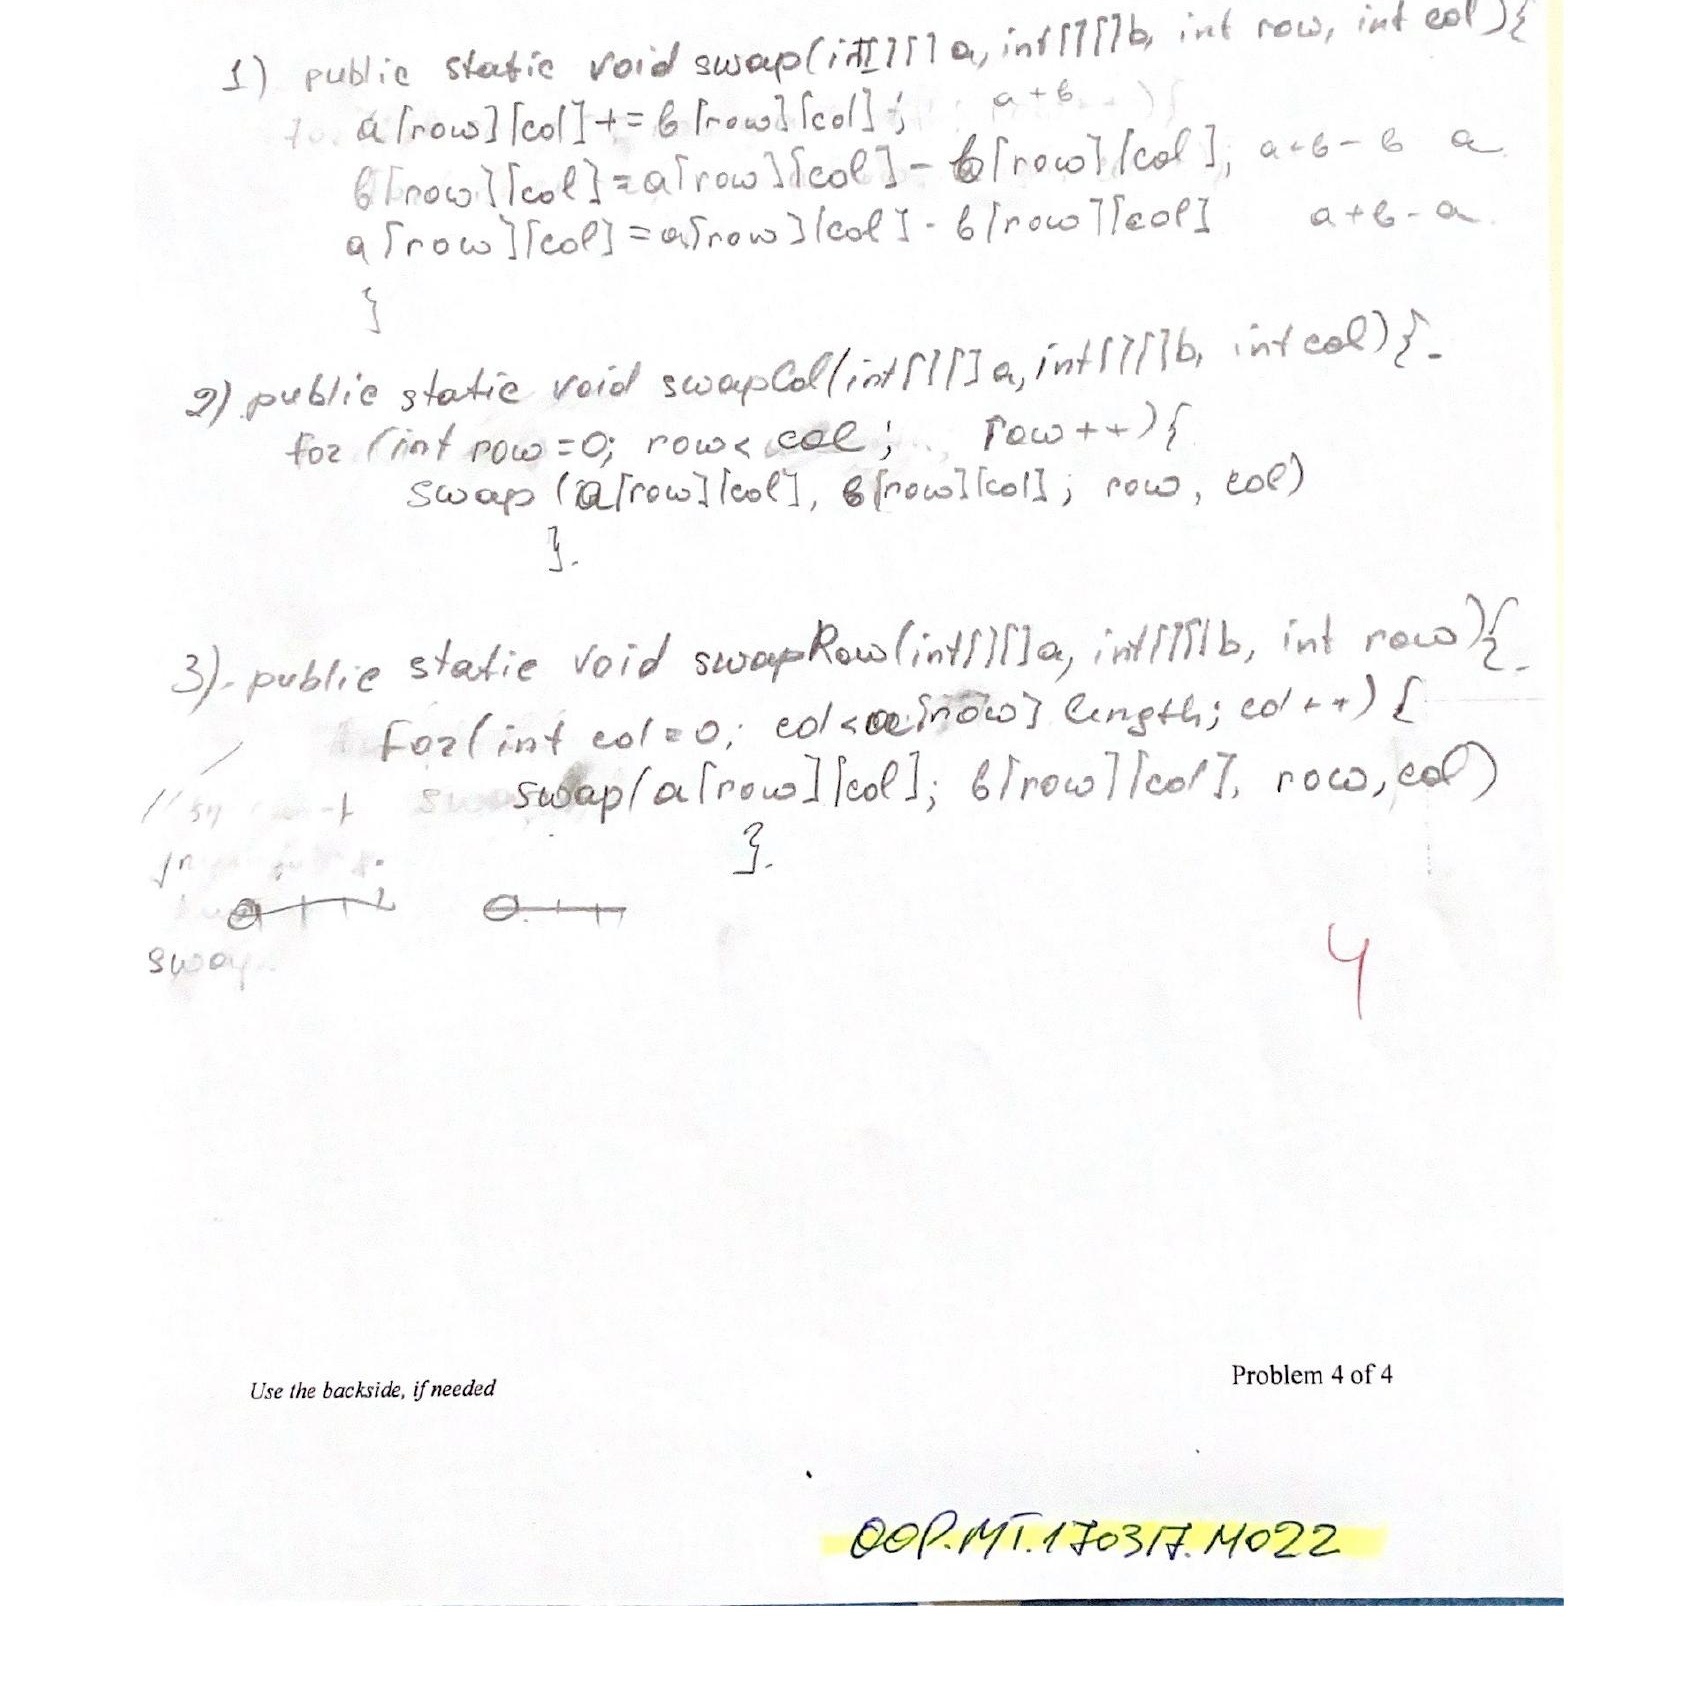 1) public static void swap(int[][] a, int[][] b, int row, int col){
a[row][col] += b[row][col]; a+b
b[row][col] = a[row][col] - b[row][col]; a+b-b a
a[row][col] = a[row][col] - b[row][col] a+b-a
}
2) public static void swapCol(int[][] a, int[][] b, int col){
for (int row=0; row< col; row++){
swap (a[row][col], b[row][col]; row, col)
}.
3) public static void swapRow(int[][] a, int[][] b, int row){
for(int col=0; col<a[row] length; col++){
swap(a[row][col]; b[row][col], row, col)
}.
4
Use the backside, if needed
Problem 4 of 4
OOP.MT.170317.M022